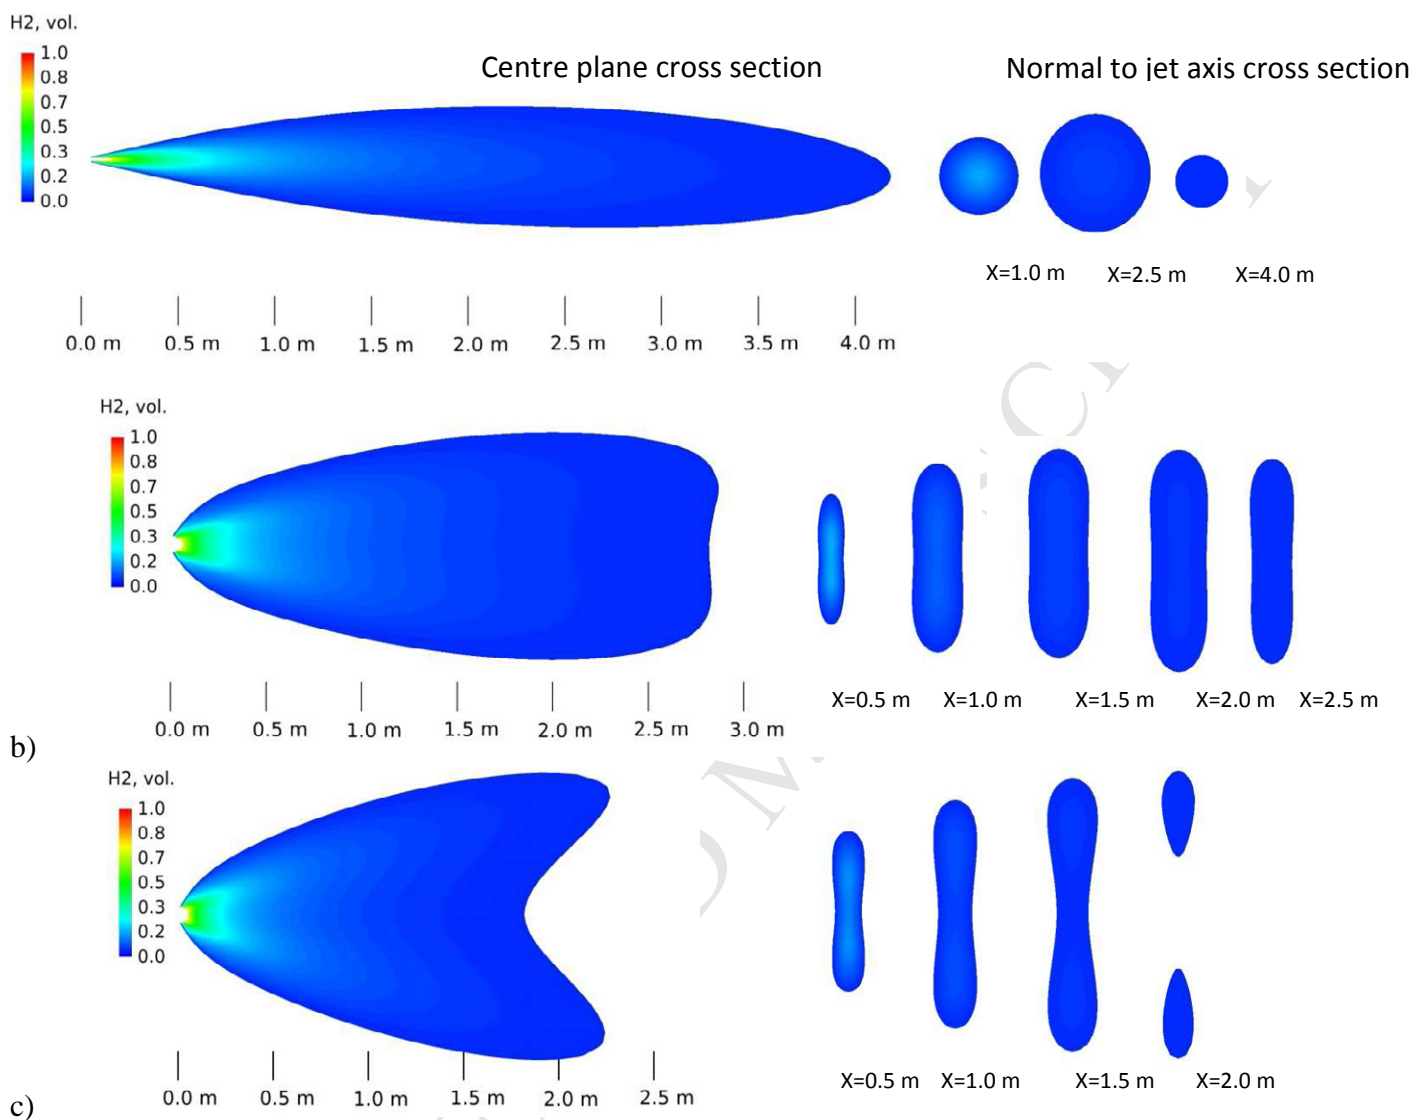 H2, vol.
1.0
0.8
0.7
0.5
0.3
0.2
0.0
Centre plane cross section
Normal to jet axis cross section
X=1.0 m X=2.5 m X=4.0 m
0.0 m 0.5 m 1.0 m 1.5 m 2.0 m 2.5 m 3.0 m 3.5 m 4.0 m
H2, vol.
1.0
0.8
0.7
0.5
0.3
0.2
0.0
X=0.5 m X=1.0 m X=1.5 m X=2.0 m X=2.5 m
0.0 m 0.5 m 1.0 m 1.5 m 2.0 m 2.5 m 3.0 m
b)
H2, vol.
1.0
0.8
0.7
0.5
0.3
0.2
0.0
X=0.5 m X=1.0 m X=1.5 m X=2.0 m
0.0 m 0.5 m 1.0 m 1.5 m 2.0 m 2.5 m
c)